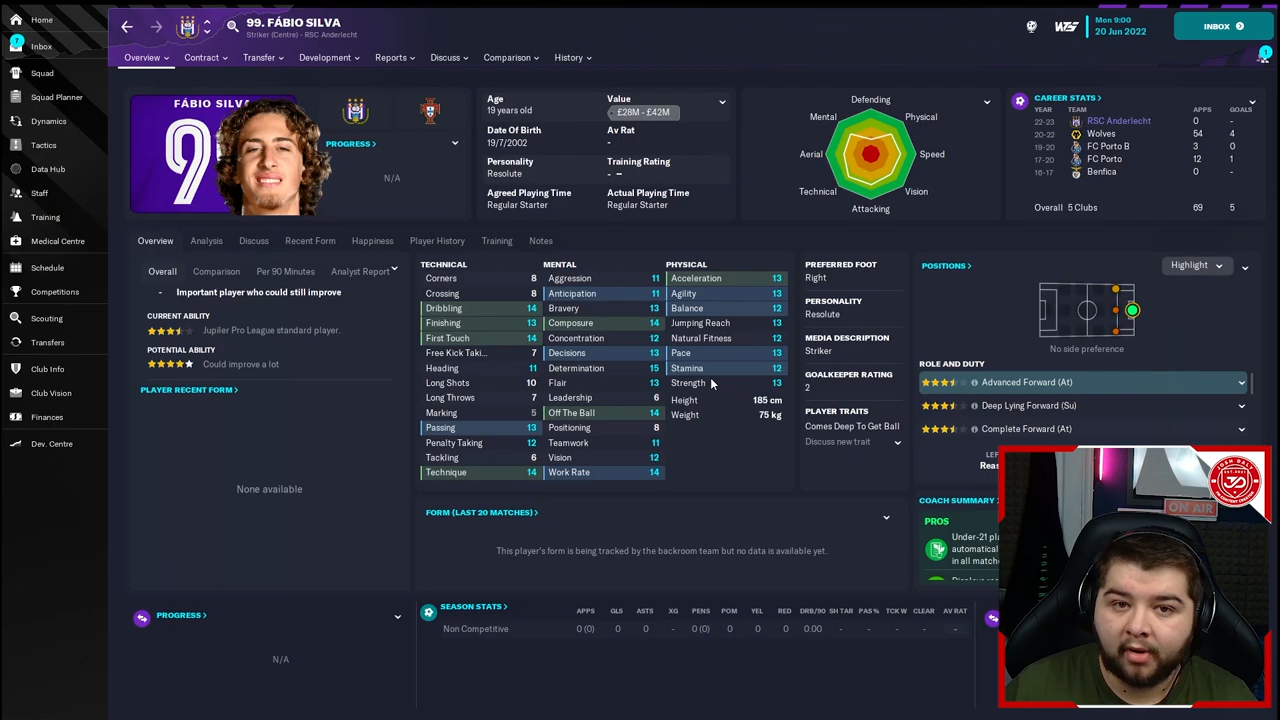 Home
7
Inbox
Squad
Squad Planner
Dynamics
Tactics
Data Hub
Staff
Training
Medical Centre
Schedule
Competitions
Scouting
Transfers
Club Info
Club Vision
Finances
Dev. Centre
99. FÁBIO SILVA
Striker (Centre) - RSC Anderlecht
Mon 9:00
20 Jun 2022
INBOX
1
Overview
Contract
Transfer
Development
Reports
Discuss
Comparison
History
FÁBIO SILVA
99
PROGRESS
N/A
Age
19 years old
Value
£28M - £42M
Date Of Birth
19/7/2002
Av Rat
-
Personality
Resolute
Training Rating
- –
Agreed Playing Time
Regular Starter
Actual Playing Time
Regular Starter
Defending
Mental
Physical
Aerial
Speed
Technical
Vision
Attacking
CAREER STATS
YEAR TEAM APPS GOALS
22-23 RSC Anderlecht 0 -
20-22 Wolves 54 4
19-20 FC Porto B 3 0
17-20 FC Porto 12 1
16-17 Benfica 0 -
Overall 5 Clubs 69 5
Overview
Analysis
Discuss
Recent Form
Happiness
Player History
Training
Notes
Overall
Comparison
Per 90 Minutes
Analyst Report
- Important player who could still improve
CURRENT ABILITY
Jupiler Pro League standard player.
POTENTIAL ABILITY
Could improve a lot
PLAYER RECENT FORM
None available
TECHNICAL
Corners 8
Crossing 8
Dribbling 14
Finishing 13
First Touch 14
Free Kick Taki... 7
Heading 11
Long Shots 10
Long Throws 7
Marking 5
Passing 13
Penalty Taking 12
Tackling 6
Technique 14
MENTAL
Aggression 11
Anticipation 11
Bravery 13
Composure 14
Concentration 12
Decisions 13
Determination 15
Flair 13
Leadership 6
Off The Ball 14
Positioning 8
Teamwork 11
Vision 12
Work Rate 14
PHYSICAL
Acceleration 13
Agility 13
Balance 12
Jumping Reach 13
Natural Fitness 12
Pace 13
Stamina 12
Strength 13
Height 185 cm
Weight 75 kg
PREFERRED FOOT
Right
PERSONALITY
Resolute
MEDIA DESCRIPTION
Striker
GOALKEEPER RATING
2
PLAYER TRAITS
Comes Deep To Get Ball
Discuss new trait
POSITIONS
Highlight
No side preference
ROLE AND DUTY
Advanced Forward (At)
Deep Lying Forward (Su)
Complete Forward (At)
COACH SUMMARY
PROS
Under-21 pla
automatical
in all matche
FORM (LAST 20 MATCHES)
This player's form is being tracked by the backroom team but no data is available yet.
PROGRESS
N/A
SEASON STATS
APPS GLS ASTS XG PENS POM YEL RED DRB/90 SH TAR PAS % TCK W CLEAR AV RAT
Non Competitive 0 (0) 0 0 - 0 (0) 0 0 0 0.00 - - - - -
JOSH DALY
JD
ON AIR